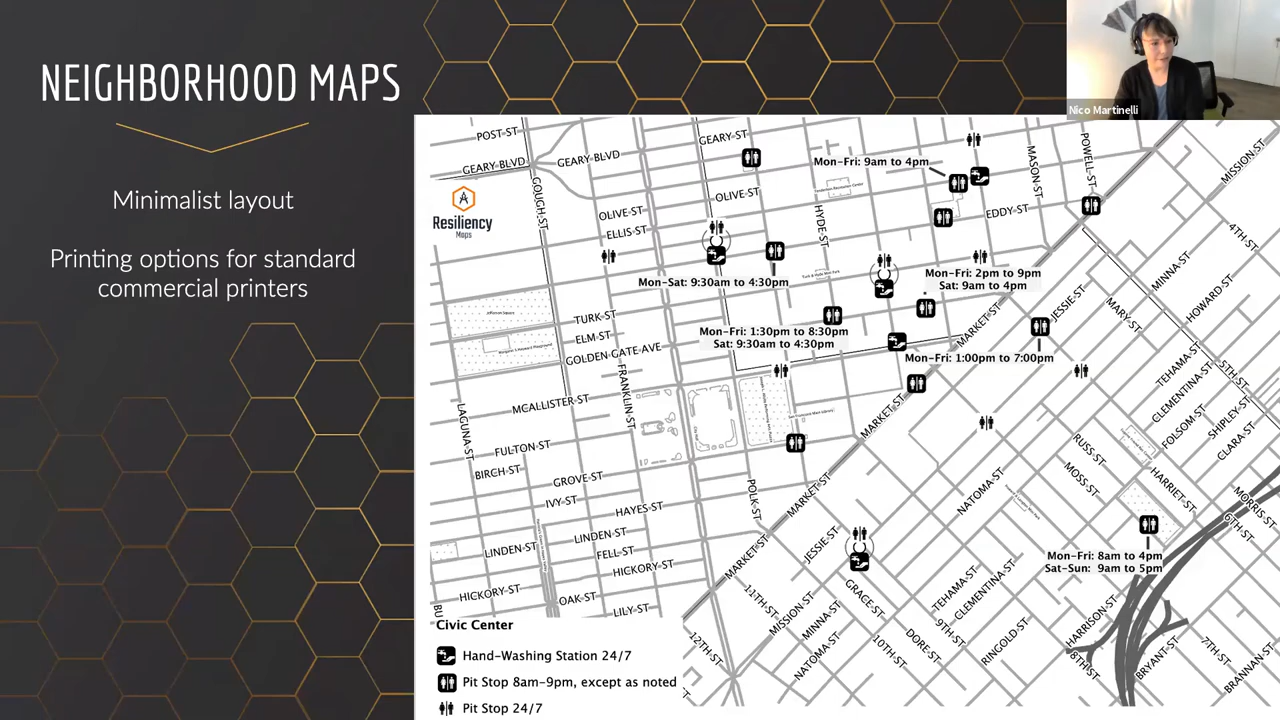 NEIGHBORHOOD MAPS
Minimalist layout
Printing options for standard
commercial printers
Nico Martinelli
POST ST
GEARY BLVD
GEARY BLVD
GEARY ST
GOUGH ST
OLIVE ST
OLIVE ST
ELLIS ST
HYDE ST
Mon-Fri: 9am to 4pm
EDDY ST
MASON ST
POWELL ST
MISSION ST
4TH ST
Resiliency
Maps
Mon-Sat: 9:30am to 4:30pm
Mon-Fri: 2pm to 9pm
Sat: 9am to 4pm
MINNA ST
HOWARD ST
JESSIE ST
MARY ST
Jefferson Square
TURK ST
ELM ST
GOLDEN GATE AVE
Mon-Fri: 1:30pm to 8:30pm
Sat: 9:30am to 4:30pm
MARKET ST
Mon-Fri: 1:00pm to 7:00pm
TEHAMA ST
5TH ST
CLEMENTINA ST
SHIPLEY ST
FOLSOM ST
CLARA ST
FRANKLIN ST
MCALLISTER ST
LAGUNA ST
FULTON ST
BIRCH ST
City Hall
San Francisco Main Library
MARKET ST
RUSS ST
MOSS ST
HARRIET ST
MORRIS ST
6TH ST
GROVE ST
IVY ST
HAYES ST
POLK ST
MARKET ST
NATOMA ST
LINDEN ST
LINDEN ST
FELL ST
HICKORY ST
HICKORY ST
OAK ST
LILY ST
BU
MARKET ST
JESSIE ST
GRACE ST
11TH ST
MISSION ST
MINNA ST
NATOMA ST
12TH ST
10TH ST
DORE ST
9TH ST
TEHAMA ST
CLEMENTINA ST
RINGOLD ST
Mon-Fri: 8am to 4pm
Sat-Sun: 9am to 5pm
HARRISON ST
8TH ST
BRYANT ST
7TH ST
BRANNAN ST
Civic Center
Hand-Washing Station 24/7
Pit Stop 8am-9pm, except as noted
Pit Stop 24/7